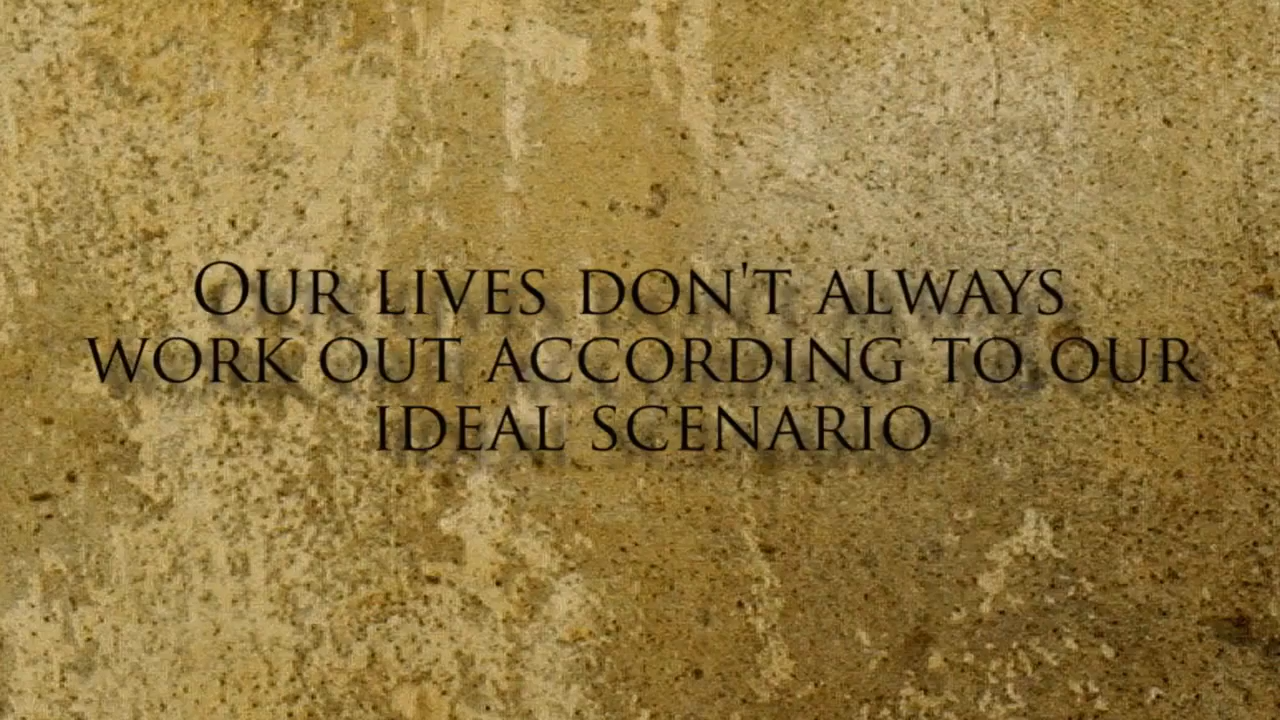 Our lives don't always
work out according to our
ideal scenario